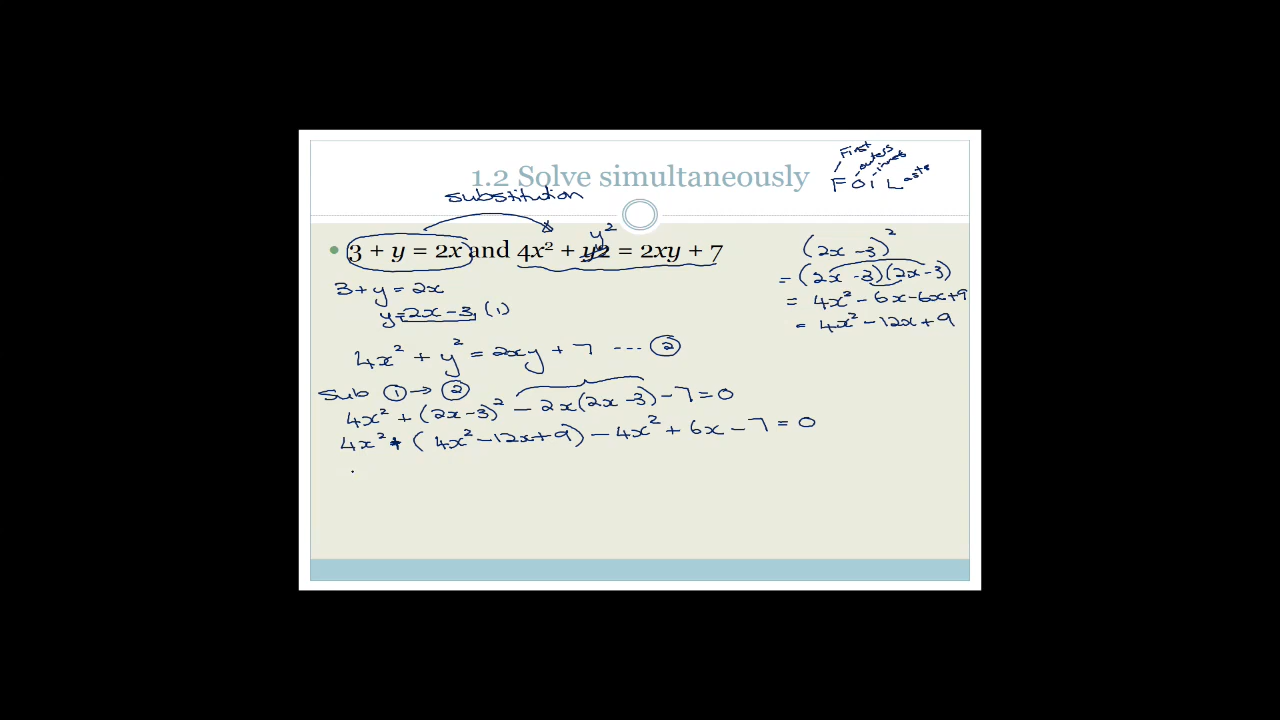 1.2 Solve simultaneously
First
outers
F O I L
substitution
y²
• 3 + y = 2x and 4x² + y2 = 2xy + 7
3 + y = 2x
y = 2x - 3 (1)
4x² + y² = 2xy + 7 ... ②
Sub ① → ②
4x² + (2x - 3)² - 2x(2x - 3) - 7 = 0
4x² + (4x² - 12x + 9) - 4x² + 6x - 7 = 0
(2x - 3)²
= (2x - 3)(2x - 3)
= 4x² - 6x - 6x + 9
= 4x² - 12x + 9